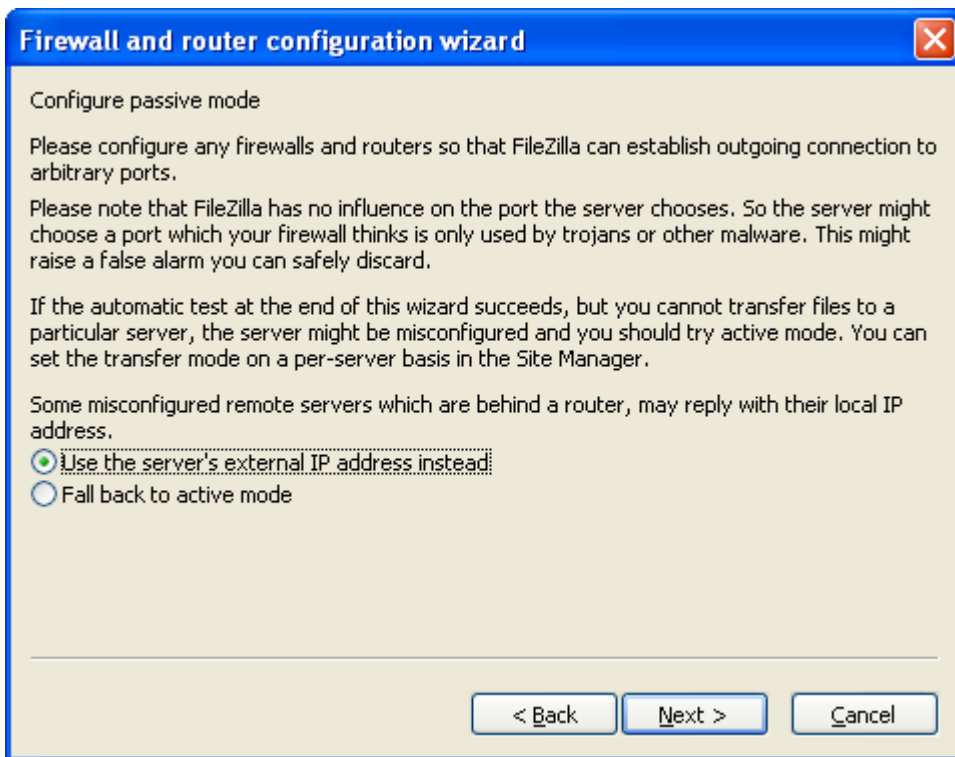 Firewall and router configuration wizard
Configure passive mode
Please configure any firewalls and routers so that FileZilla can establish outgoing connection to
arbitrary ports.
Please note that FileZilla has no influence on the port the server chooses. So the server might
choose a port which your firewall thinks is only used by trojans or other malware. This might
raise a false alarm you can safely discard.
If the automatic test at the end of this wizard succeeds, but you cannot transfer files to a
particular server, the server might be misconfigured and you should try active mode. You can
set the transfer mode on a per-server basis in the Site Manager.
Some misconfigured remote servers which are behind a router, may reply with their local IP
address.
Use the server's external IP address instead
Fall back to active mode
< Back Next > Cancel